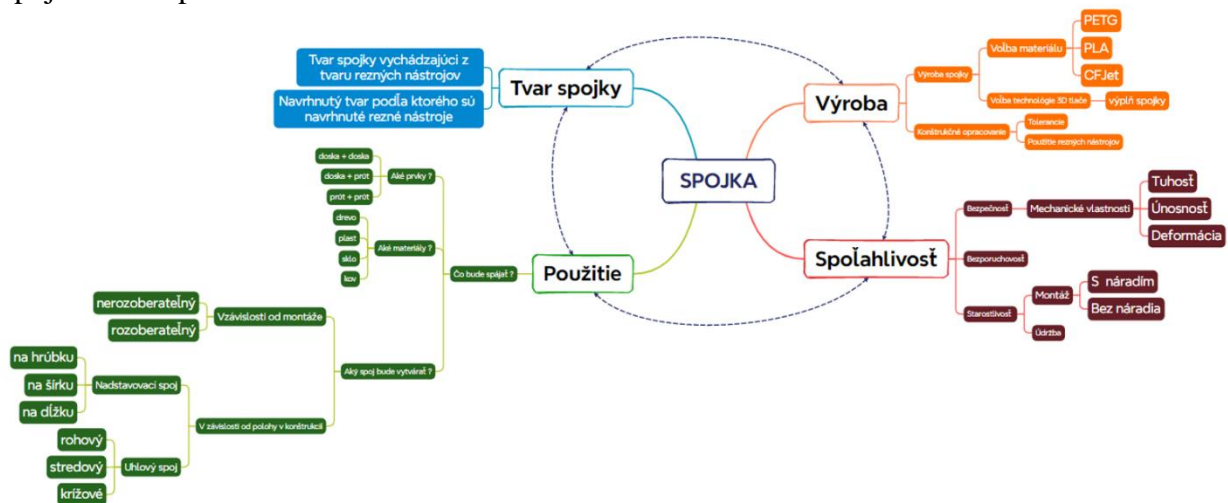 SPOJKA
Tvar spojky
Tvar spojky vychádzajúci z
tvaru rezných nástrojov
Navrhnutý tvar podľa ktorého sú
navrhnuté rezné nástroje
Výroba
Výroba spojky
Voľba materiálu
PETG
PLA
CFJet
Voľba technológie 3D tlače
výplň spojky
Konštrukčné opracovanie
Tolerancie
Použitie rezných nástrojov
Spoľahlivosť
Bezpečnosť
Mechanické vlastnosti
Tuhosť
Únosnosť
Deformácia
Bezporuchovosť
Starostlivosť
Montáž
S náradím
Bez náradia
Údržba
Použitie
Čo bude spájať ?
Aké prvky ?
doska + doska
doska + prút
prút + prút
Aké materiály ?
drevo
plast
sklo
kov
Aký spoj bude vytvárať ?
Vzávislosti od montáže
nerozoberateľný
rozoberateľný
V závislosti od polohy v konštrukcií
Nadstavovací spoj
na hrúbku
na šírku
na dĺžku
Uhlový spoj
rohový
stredový
krížové